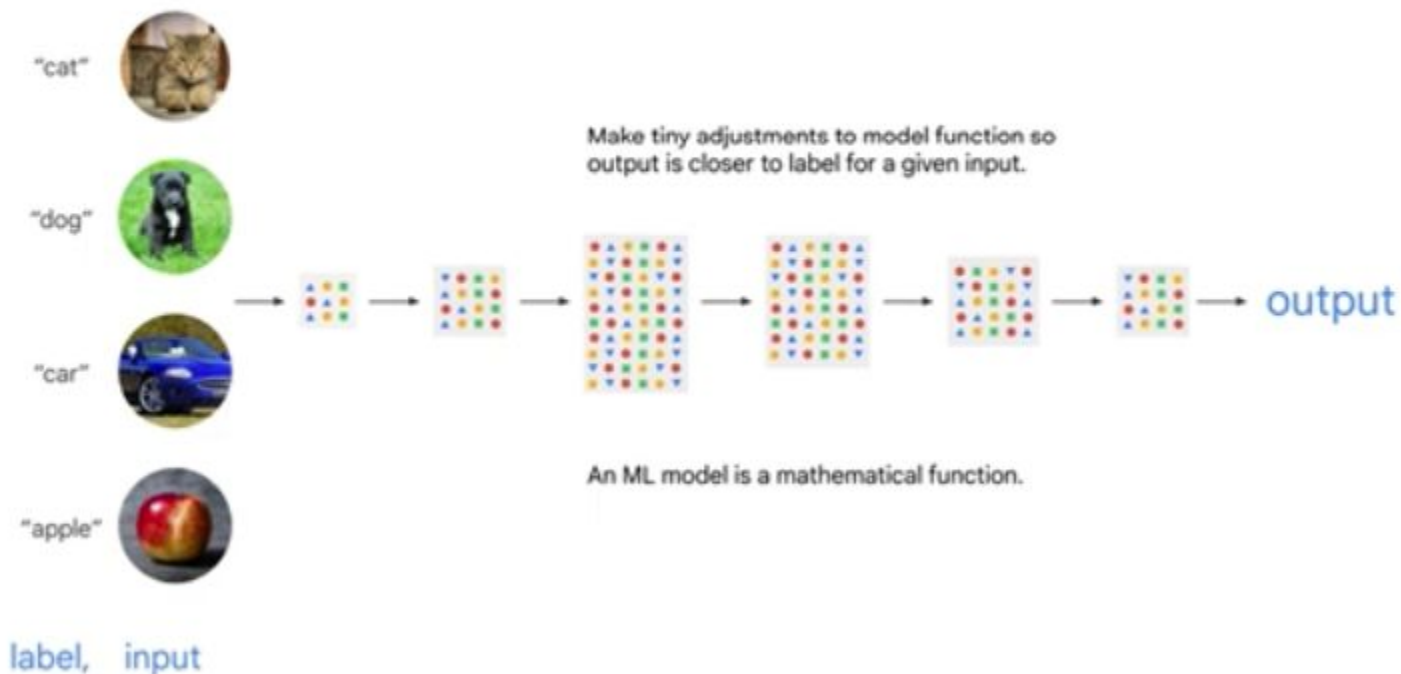 “cat”
Make tiny adjustments to model function so
output is closer to label for a given input.
“dog”
output
“car”
An ML model is a mathematical function.
“apple”
label, input